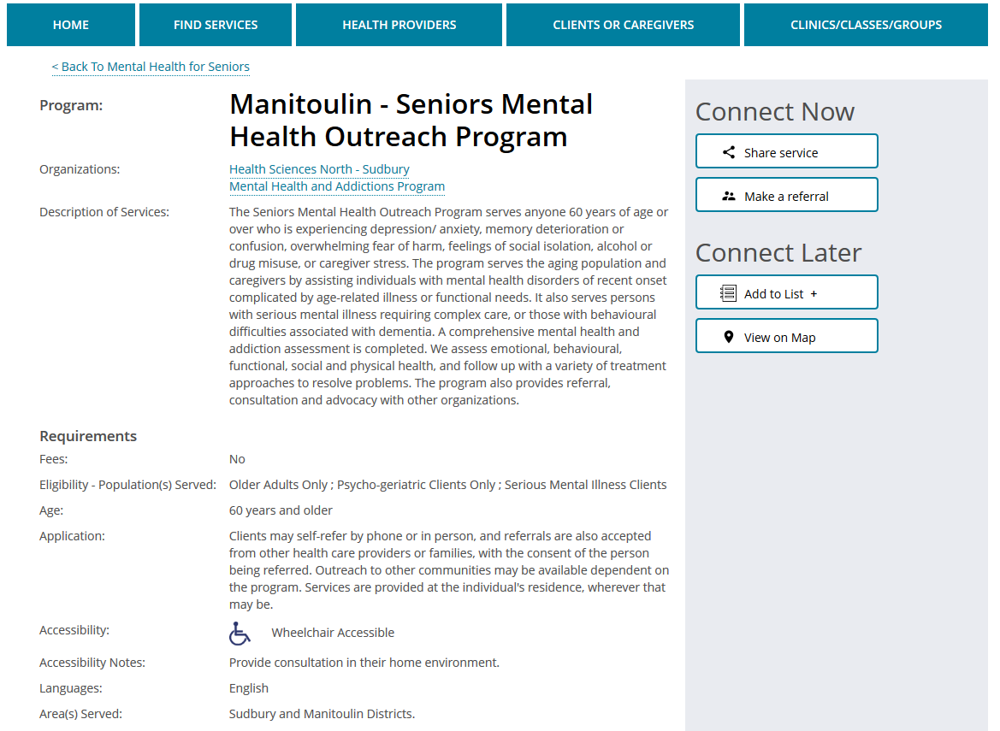 HOME
FIND SERVICES
HEALTH PROVIDERS
CLIENTS OR CAREGIVERS
CLINICS/CLASSES/GROUPS
< Back To Mental Health for Seniors
Program:
Manitoulin - Seniors Mental
Health Outreach Program
Organizations:
Health Sciences North - Sudbury
Mental Health and Addictions Program
Description of Services:
The Seniors Mental Health Outreach Program serves anyone 60 years of age or
over who is experiencing depression/ anxiety, memory deterioration or
confusion, overwhelming fear of harm, feelings of social isolation, alcohol or
drug misuse, or caregiver stress. The program serves the aging population and
caregivers by assisting individuals with mental health disorders of recent onset
complicated by age-related illness or functional needs. It also serves persons
with serious mental illness requiring complex care, or those with behavioural
difficulties associated with dementia. A comprehensive mental health and
addiction assessment is completed. We assess emotional, behavioural,
functional, social and physical health, and follow up with a variety of treatment
approaches to resolve problems. The program also provides referral,
consultation and advocacy with other organizations.
Requirements
Fees:
No
Eligibility - Population(s) Served:
Older Adults Only ; Psycho-geriatric Clients Only ; Serious Mental Illness Clients
Age:
60 years and older
Application:
Clients may self-refer by phone or in person, and referrals are also accepted
from other health care providers or families, with the consent of the person
being referred. Outreach to other communities may be available dependent on
the program. Services are provided at the individual's residence, wherever that
may be.
Accessibility:
Wheelchair Accessible
Accessibility Notes:
Provide consultation in their home environment.
Languages:
English
Area(s) Served:
Sudbury and Manitoulin Districts.
Connect Now
Share service
Make a referral
Connect Later
Add to List +
View on Map